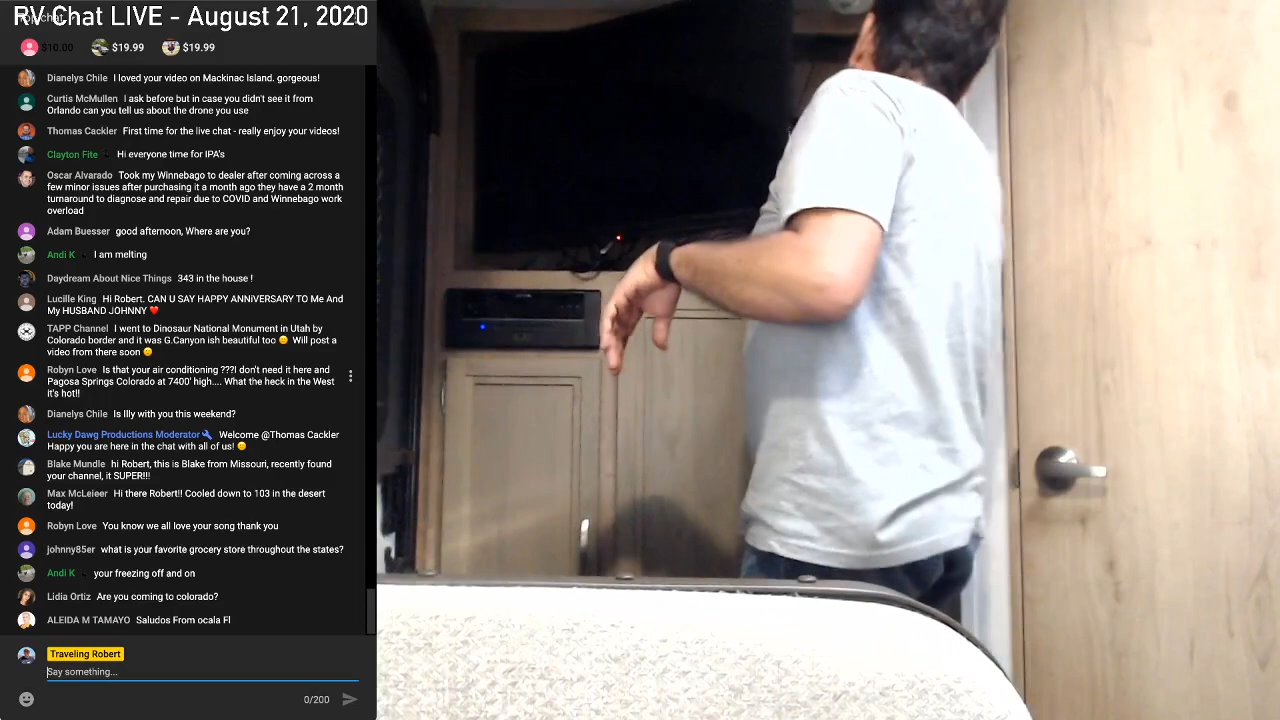 RV Chat LIVE - August 21, 2020
$10.00 $19.99 $19.99
Dianelys Chile I loved your video on Mackinac Island. gorgeous!
Curtis McMullen I ask before but in case you didn't see it from
Orlando can you tell us about the drone you use
Thomas Cackler First time for the live chat - really enjoy your videos!
Clayton Fite Hi everyone time for IPA's
Oscar Alvarado Took my Winnebago to dealer after coming across a
few minor issues after purchasing it a month ago they have a 2 month
turnaround to diagnose and repair due to COVID and Winnebago work
overload
Adam Buesser good afternoon, Where are you?
Andi K I am melting
Daydream About Nice Things 343 in the house !
Lucille King Hi Robert. CAN U SAY HAPPY ANNiVERSARY TO Me And
My HUSBAND JOHNNY ❤️
TAPP Channel I went to Dinosaur National Monument in Utah by
Colorado border and it was G.Canyon ish beautiful too 😊 Will post a
video from there soon 😊
Robyn Love Is that your air conditioning ???I don't need it here and
Pagosa Springs Colorado at 7400' high.... What the heck in the West
it's hot!!
Dianelys Chile Is Illy with you this weekend?
Lucky Dawg Productions Moderator Welcome @Thomas Cackler
Happy you are here in the chat with all of us! 😊
Blake Mundle hi Robert, this is Blake from Missouri, recently found
your channel, it SUPER!!!
Max McLeieer Hi there Robert!! Cooled down to 103 in the desert
today!
Robyn Love You know we all love your song thank you
johnny85er what is your favorite grocery store throughout the states?
Andi K your freezing off and on
Lidia Ortiz Are you coming to colorado?
ALEIDA M TAMAYO Saludos From ocala Fl
Traveling Robert
Say something...
0/200